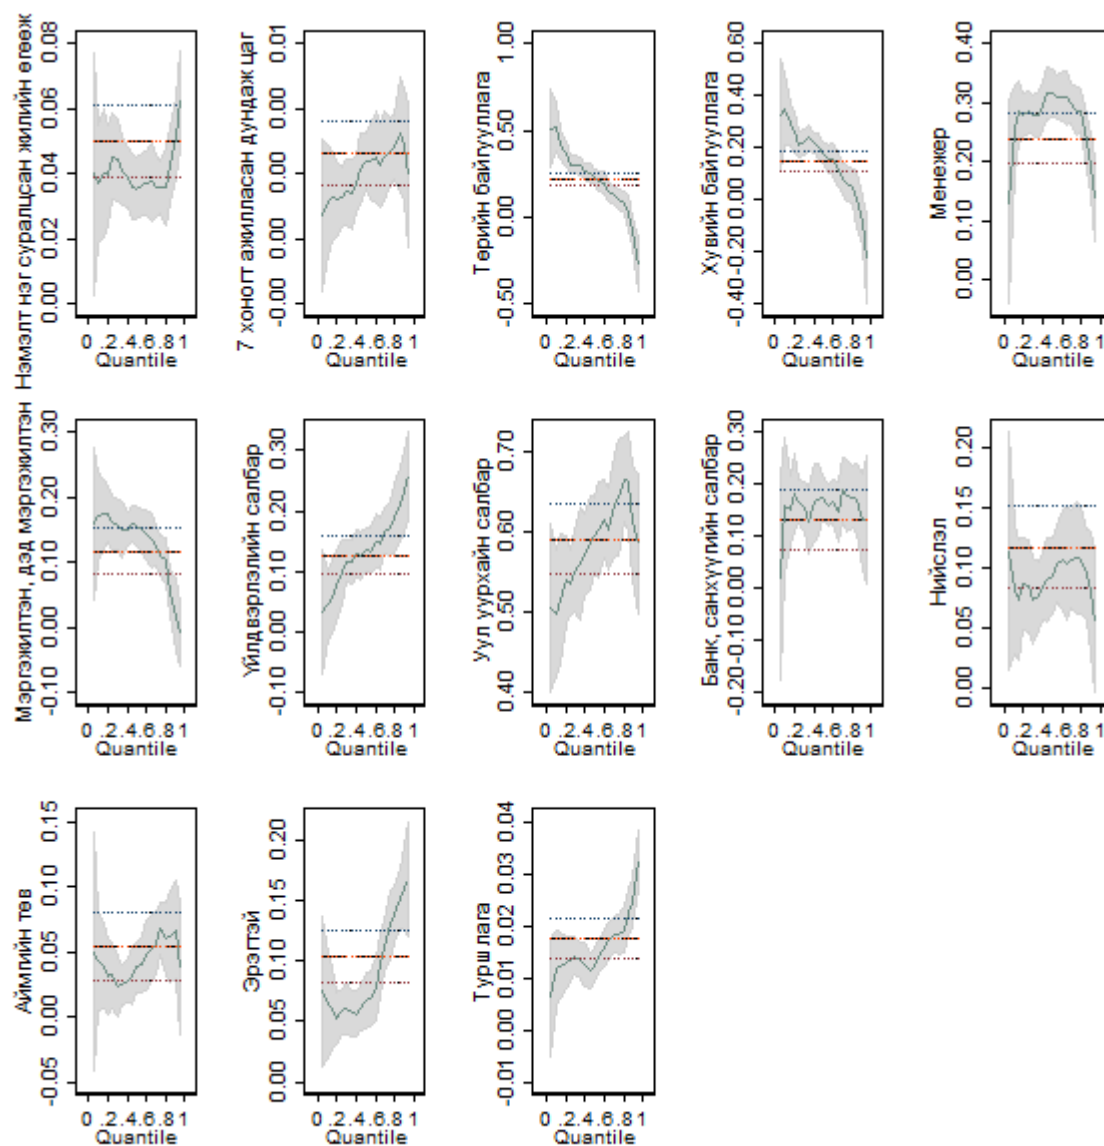 Нэмэлт нэг суралцсан жилийн өгөөж
0.00 0.02 0.04 0.06 0.08
0 .2.4.6.8 1
Quantile
7 хоногт ажилласан дундаж цаг
-0.00 -0.00 0.00 0.00 0.01
0 .2.4.6.8 1
Quantile
Төрийн байгууллага
-0.50 0.00 0.50 1.00
0 .2.4.6.8 1
Quantile
Хувийн байгууллага
-0.40 -0.20 0.00 0.20 0.40 0.60
0 .2.4.6.8 1
Quantile
Менежер
0.00 0.10 0.20 0.30 0.40
0 .2.4.6.8 1
Quantile
Мэргэжилтэн, дэд мэргэжилтэн
-0.10 0.00 0.10 0.20 0.30
0 .2.4.6.8 1
Quantile
Үйлдвэрлэлийн салбар
-0.10 0.00 0.10 0.20 0.30
0 .2.4.6.8 1
Quantile
Уул уурхайн салбар
0.40 0.50 0.60 0.70
0 .2.4.6.8 1
Quantile
Банк, санхүүгийн салбар
-0.20 -0.10 0.00 0.10 0.20 0.30
0 .2.4.6.8 1
Quantile
Нийслэл
0.00 0.05 0.10 0.15 0.20
0 .2.4.6.8 1
Quantile
Аймгийн төв
-0.05 0.00 0.05 0.10 0.15
0 .2.4.6.8 1
Quantile
Эрэгтэй
0.00 0.05 0.10 0.15 0.20
0 .2.4.6.8 1
Quantile
Туршлага
-0.01 0.00 0.01 0.02 0.03 0.04
0 .2.4.6.8 1
Quantile